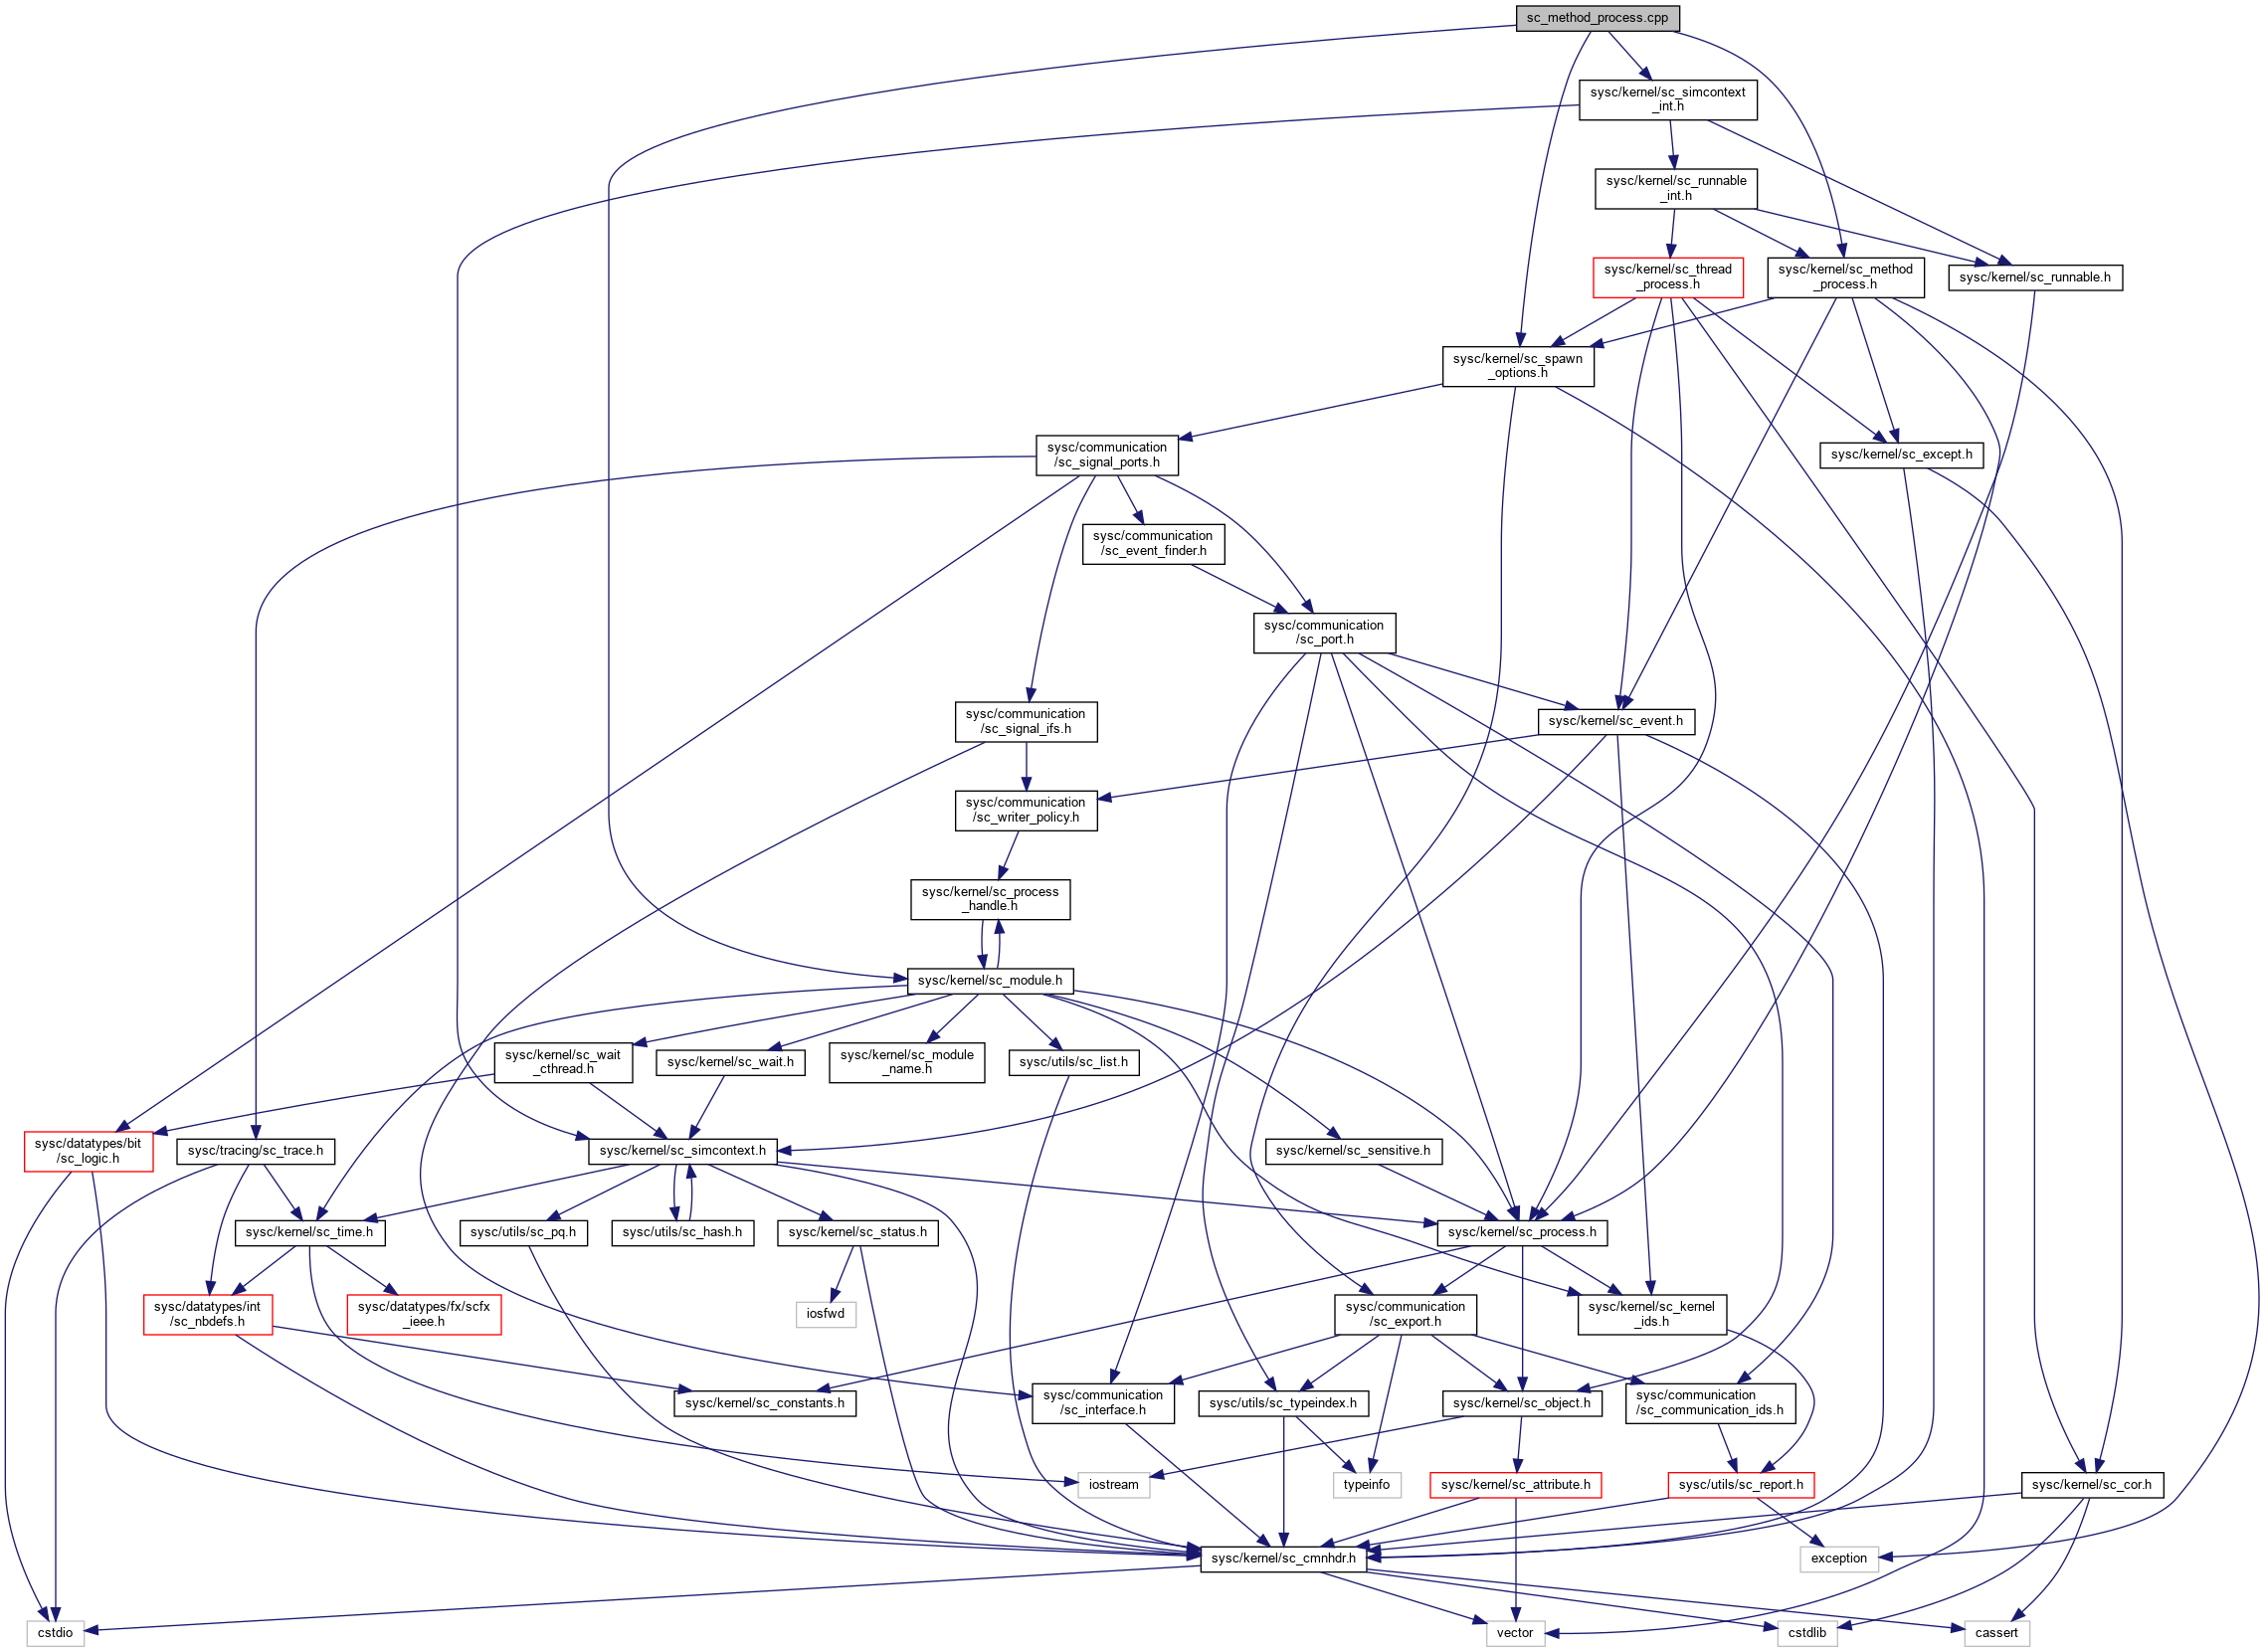 sc_method_process.cpp
sysc/kernel/sc_simcontext
_int.h
sysc/kernel/sc_runnable
_int.h
sysc/kernel/sc_thread
_process.h
sysc/kernel/sc_method
_process.h
sysc/kernel/sc_runnable.h
sysc/kernel/sc_spawn
_options.h
sysc/communication
/sc_signal_ports.h
sysc/kernel/sc_except.h
sysc/communication
/sc_event_finder.h
sysc/communication
/sc_port.h
sysc/communication
/sc_signal_ifs.h
sysc/kernel/sc_event.h
sysc/communication
/sc_writer_policy.h
sysc/kernel/sc_process
_handle.h
sysc/kernel/sc_module.h
sysc/kernel/sc_wait
_cthread.h
sysc/kernel/sc_wait.h
sysc/kernel/sc_module
_name.h
sysc/utils/sc_list.h
sysc/datatypes/bit
/sc_logic.h
sysc/tracing/sc_trace.h
sysc/kernel/sc_simcontext.h
sysc/kernel/sc_sensitive.h
sysc/kernel/sc_time.h
sysc/utils/sc_pq.h
sysc/utils/sc_hash.h
sysc/kernel/sc_status.h
sysc/kernel/sc_process.h
sysc/datatypes/int
/sc_nbdefs.h
sysc/datatypes/fx/scfx
_ieee.h
iosfwd
sysc/communication
/sc_export.h
sysc/kernel/sc_kernel
_ids.h
sysc/kernel/sc_constants.h
sysc/communication
/sc_interface.h
sysc/utils/sc_typeindex.h
sysc/kernel/sc_object.h
sysc/communication
/sc_communication_ids.h
iostream
typeinfo
sysc/kernel/sc_attribute.h
sysc/utils/sc_report.h
sysc/kernel/sc_cor.h
sysc/kernel/sc_cmnhdr.h
exception
cstdio
vector
cstdlib
cassert